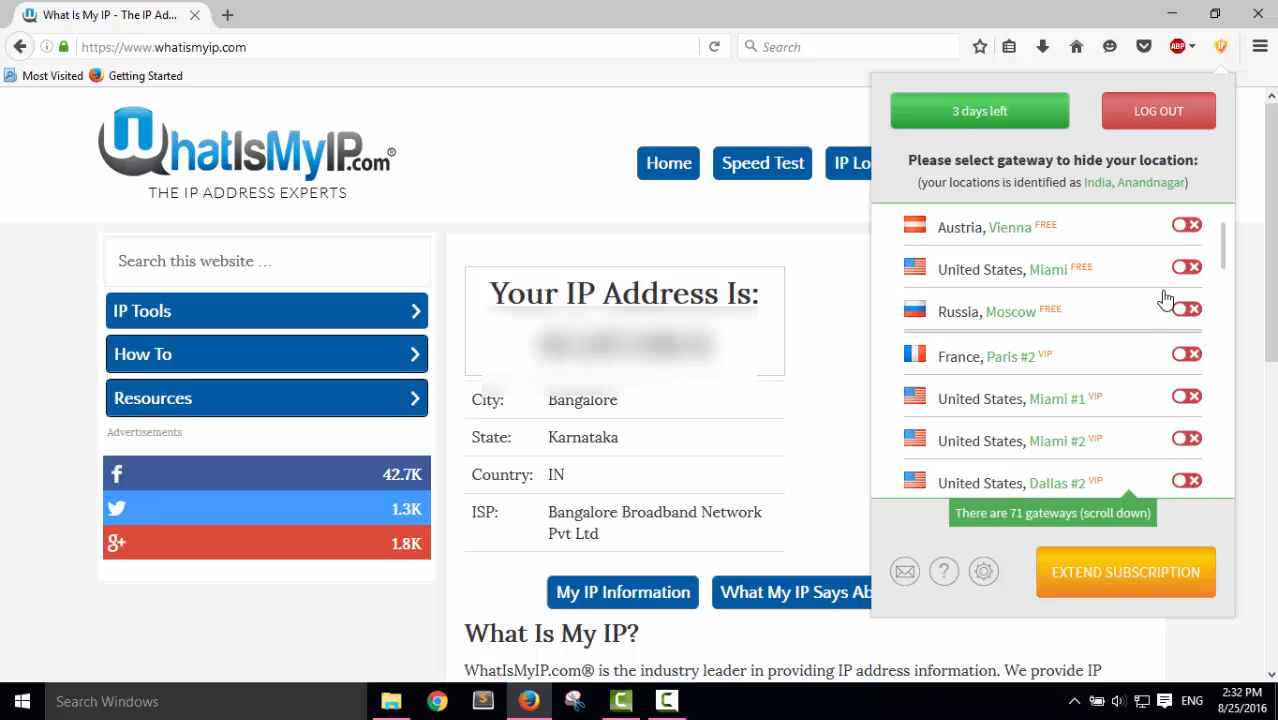 What Is My IP - The IP Ad...
https://www.whatismyip.com
Search
ABP
IP
Most Visited
Getting Started
WhatIsMyIP.com®
THE IP ADDRESS EXPERTS
Home
Speed Test
IP Lo
3 days left
LOG OUT
Please select gateway to hide your location:
(your locations is identified as India, Anandnagar)
Austria, Vienna FREE
United States, Miami FREE
Russia, Moscow FREE
France, Paris #2 VIP
United States, Miami #1 VIP
United States, Miami #2 VIP
United States, Dallas #2 VIP
There are 71 gateways (scroll down)
EXTEND SUBSCRIPTION
Search this website ...
IP Tools
How To
Resources
Advertisements
42.7K
1.3K
g+ 1.8K
Your IP Address Is:
City: Bangalore
State: Karnataka
Country: IN
ISP: Bangalore Broadband Network
Pvt Ltd
My IP Information
What My IP Says Ab
What Is My IP?
WhatIsMyIP.com® is the industry leader in providing IP address information. We provide IP
Search Windows
ENG
2:32 PM
8/25/2016